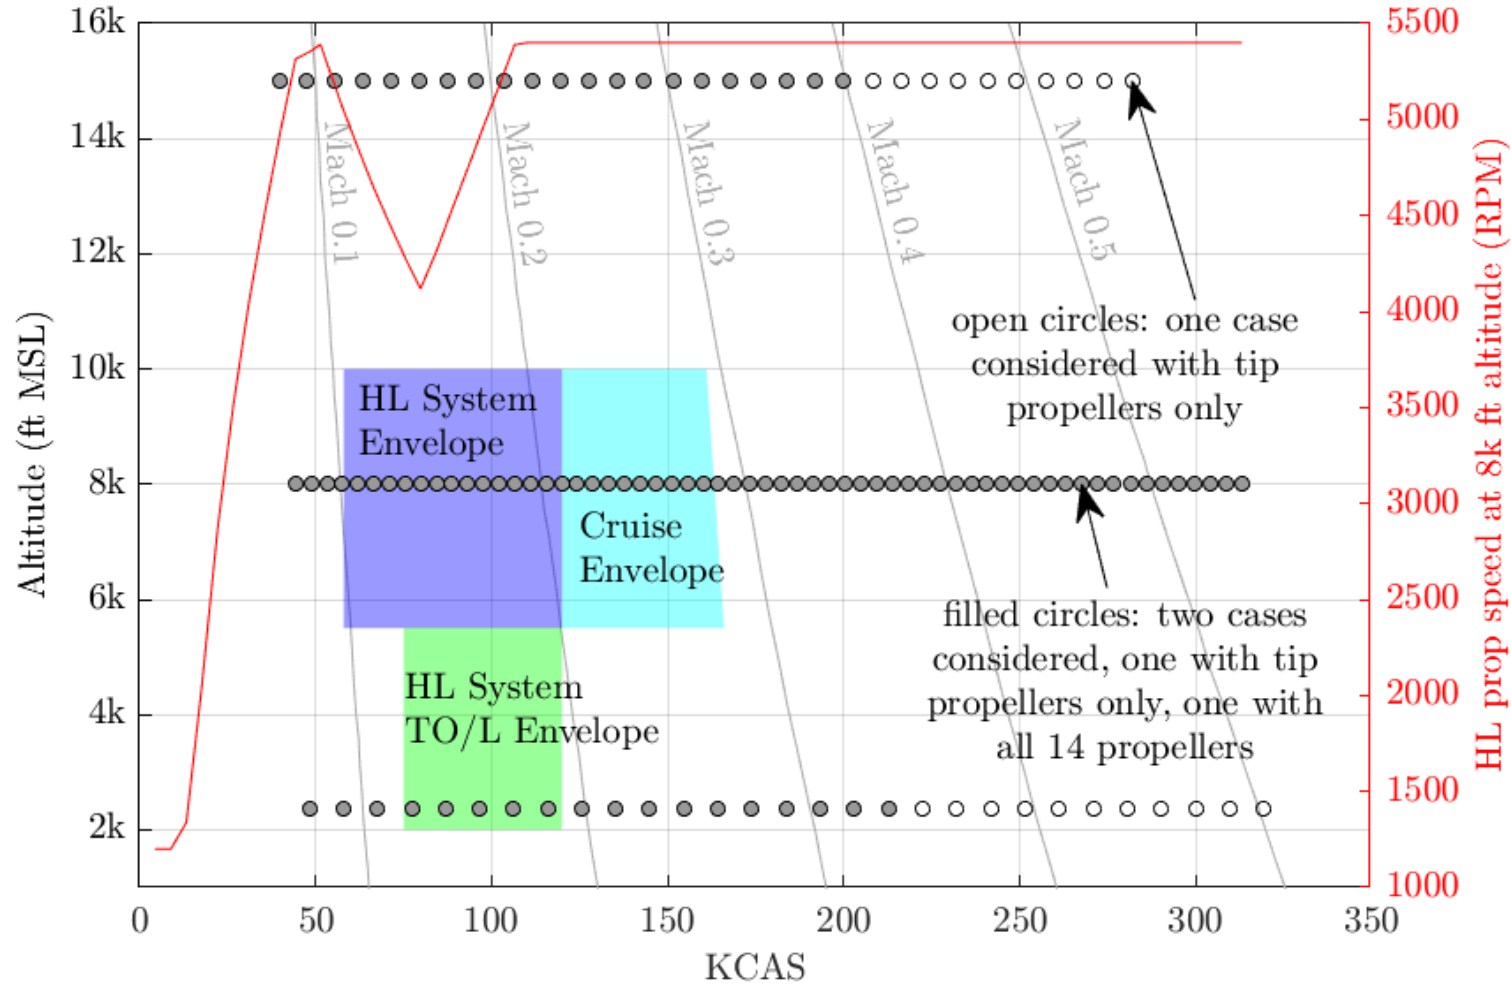 16k
14k
12k
10k
8k
6k
4k
2k
Altitude (ft MSL)
0
50
100
150
200
250
300
350
KCAS
5500
5000
4500
4000
3500
3000
2500
2000
1500
1000
HL prop speed at 8k ft altitude (RPM)
Mach 0.1
Mach 0.2
Mach 0.3
Mach 0.4
Mach 0.5
open circles: one case
considered with tip
propellers only
HL System
Envelope
Cruise
Envelope
filled circles: two cases
considered, one with tip
propellers only, one with
all 14 propellers
HL System
TO/L Envelope